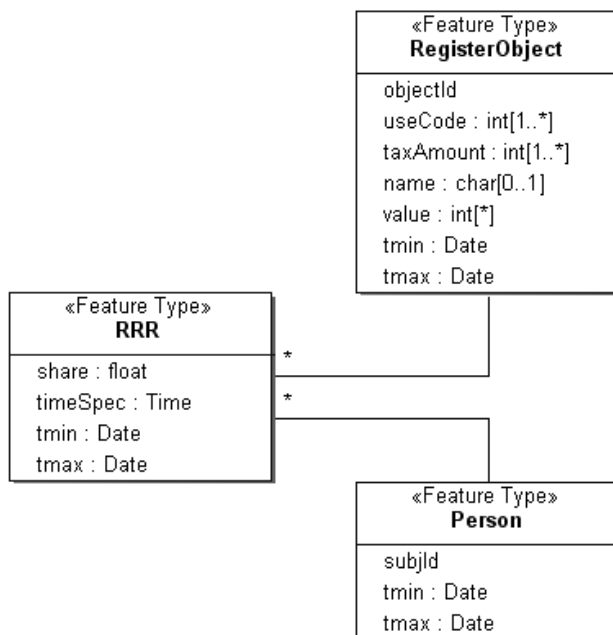 «Feature Type»
RegisterObject
objectId
useCode : int[1..*]
taxAmount : int[1..*]
name : char[0..1]
value : int[*]
tmin : Date
tmax : Date
«Feature Type»
RRR
share : float
timeSpec : Time
tmin : Date
tmax : Date
*
*
«Feature Type»
Person
subjId
tmin : Date
tmax : Date